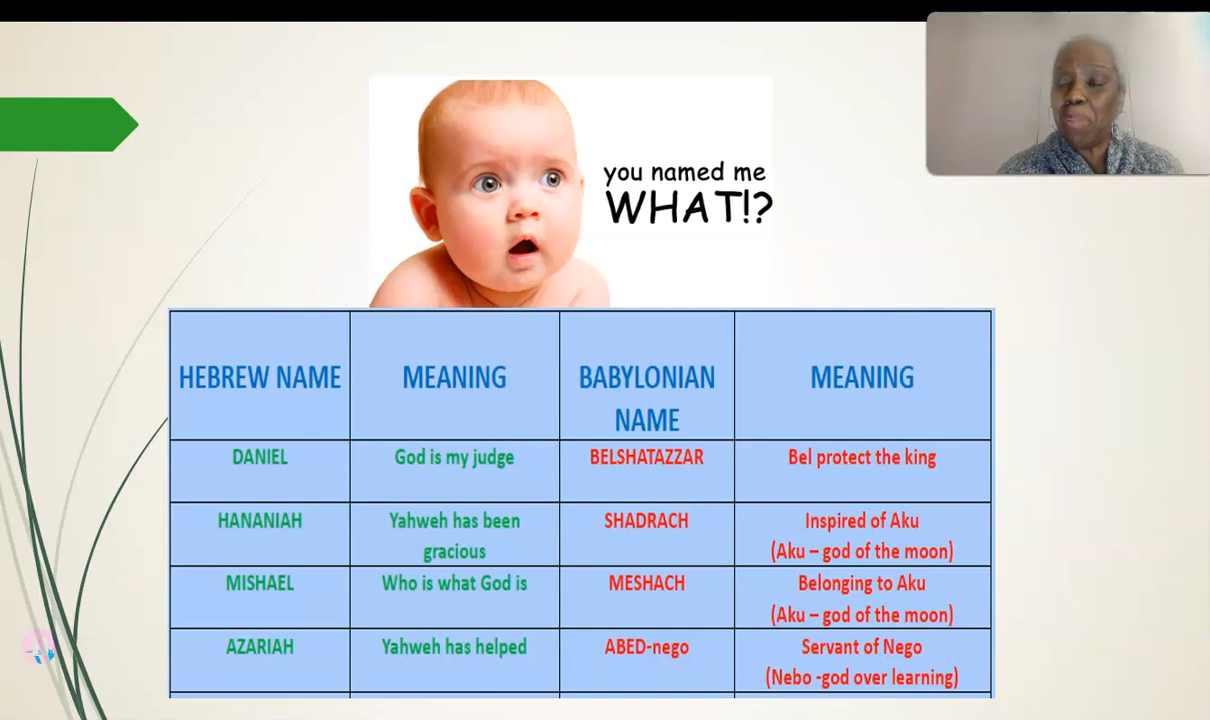 you named me
WHAT!?
HEBREW NAME
MEANING
BABYLONIAN
NAME
MEANING
DANIEL
God is my judge
BELSHATAZZAR
Bel protect the king
HANANIAH
Yahweh has been
gracious
SHADRACH
Inspired of Aku
(Aku – god of the moon)
MISHAEL
Who is what God is
MESHACH
Belonging to Aku
(Aku – god of the moon)
AZARIAH
Yahweh has helped
ABED-nego
Servant of Nego
(Nebo -god over learning)